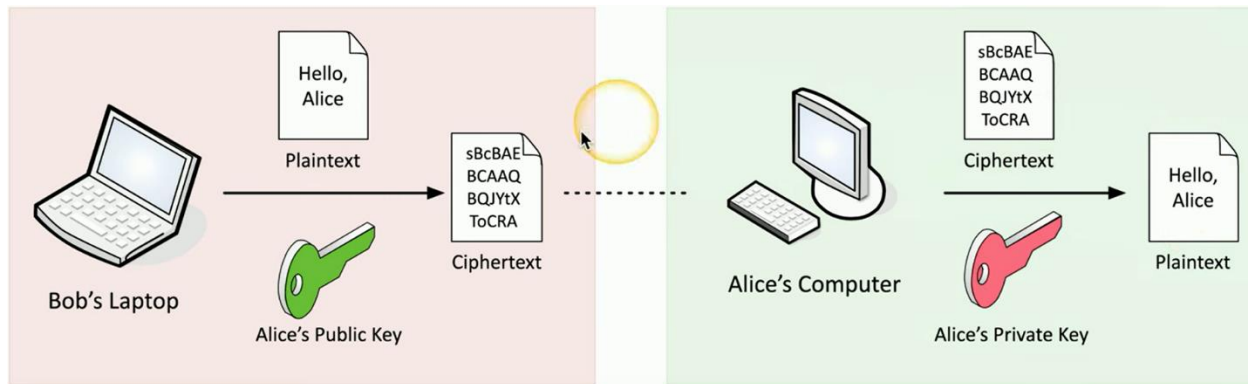 Hello,
Alice
Plaintext
sBcBAE
BCAAQ
BQJYtX
ToCRA
Ciphertext
Bob's Laptop
Alice's Public Key
sBcBAE
BCAAQ
BQJYtX
ToCRA
Ciphertext
Hello,
Alice
Plaintext
Alice's Computer
Alice's Private Key